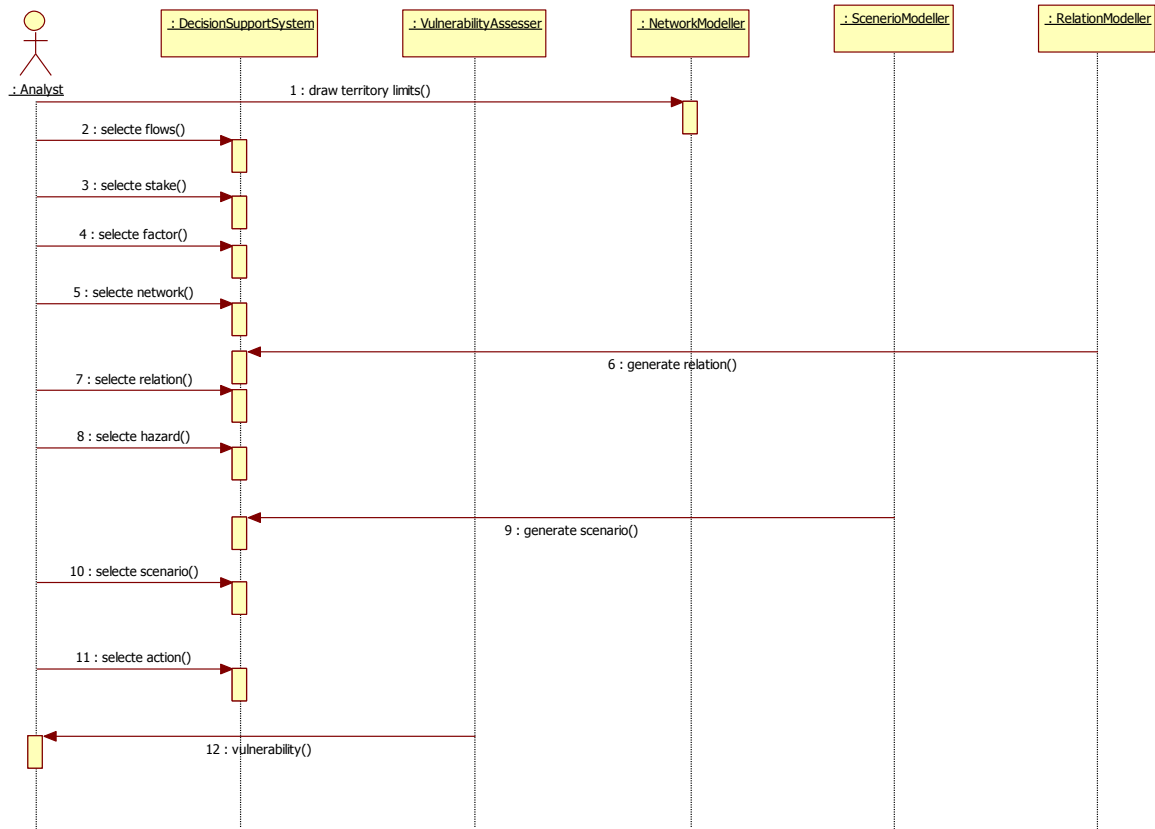 : DecisionSupportSystem
: VulnerabilityAssesser
: NetworkModeller
: ScenerioModeller
: RelationModeller
: Analyst
1 : draw territory limits()
2 : selecte flows()
3 : selecte stake()
4 : selecte factor()
5 : selecte network()
6 : generate relation()
7 : selecte relation()
8 : selecte hazard()
9 : generate scenario()
10 : selecte scenario()
11 : selecte action()
12 : vulnerability()